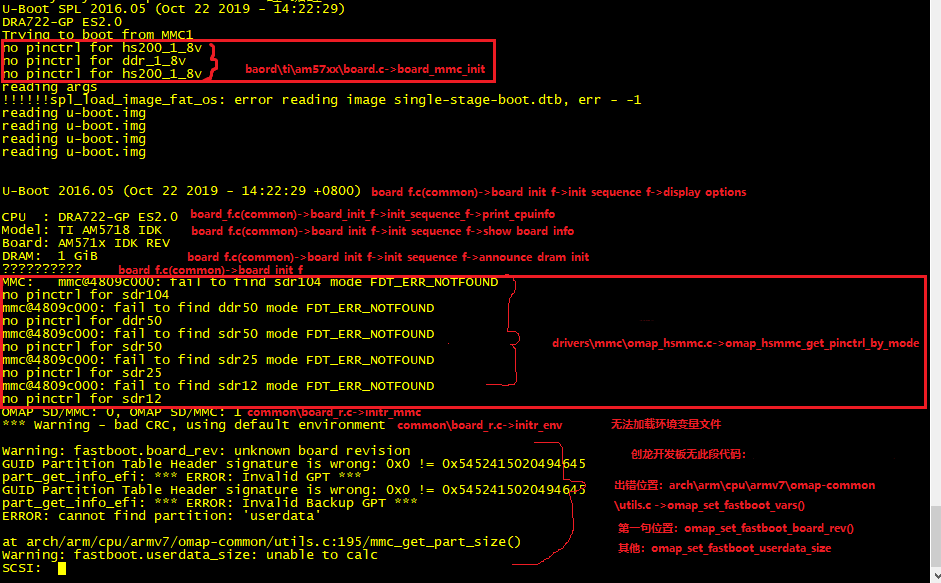 U-Boot SPL 2016.05 (Oct 22 2019 - 14:22:29)
DRA722-GP ES2.0
Trying to boot from MMC1
no pinctrl for hs200_1_8v
no pinctrl for ddr_1_8v
no pinctrl for hs200_1_8v
baord\ti\am57xx\board.c->board_mmc_init
reading args
!!!!!!spl_load_image_fat_os: error reading image single-stage-boot.dtb, err - -1
reading u-boot.img
reading u-boot.img
reading u-boot.img
reading u-boot.img
U-Boot 2016.05 (Oct 22 2019 - 14:22:29 +0800) board f.c(common)->board init f->init sequence f->display options
CPU  : DRA722-GP ES2.0 board_f.c(common)->board_init_f->init_sequence_f->print_cpuinfo
Model: TI AM5718 IDK board f.c(common)->board init f->init sequence f->show board info
Board: AM571x IDK REV
DRAM:  1 GiB board f.c(common)->board init f->init sequence f->announce dram init
?????????? board f.c(common)->board init f
MMC:   mmc@4809c000: fail to find sdr104 mode FDT_ERR_NOTFOUND
no pinctrl for sdr104
mmc@4809c000: fail to find ddr50 mode FDT_ERR_NOTFOUND
no pinctrl for ddr50
mmc@4809c000: fail to find sdr50 mode FDT_ERR_NOTFOUND
no pinctrl for sdr50
drivers\mmc\omap_hsmmc.c->omap_hsmmc_get_pinctrl_by_mode
mmc@4809c000: fail to find sdr25 mode FDT_ERR_NOTFOUND
no pinctrl for sdr25
mmc@4809c000: fail to find sdr12 mode FDT_ERR_NOTFOUND
no pinctrl for sdr12
OMAP SD/MMC: 0, OMAP SD/MMC: 1 common\board_r.c->initr_mmc
*** Warning - bad CRC, using default environment common\board_r.c->initr_env 无法加载环境变量文件
Warning: fastboot.board_rev: unknown board revision
创龙开发板无此段代码：
GUID Partition Table Header signature is wrong: 0x0 != 0x5452415020494645
part_get_info_efi: *** ERROR: Invalid GPT ***
GUID Partition Table Header signature is wrong: 0x0 != 0x5452415020494645
出错位置：arch\arm\cpu\armv7\omap-common
part_get_info_efi: *** ERROR: Invalid Backup GPT ***
\utils.c ->omap_set_fastboot_vars()
ERROR: cannot find partition: 'userdata'
第一句位置：omap_set_fastboot_board_rev()
at arch/arm/cpu/armv7/omap-common/utils.c:195/mmc_get_part_size()
其他：omap_set_fastboot_userdata_size
Warning: fastboot.userdata_size: unable to calc
SCSI: